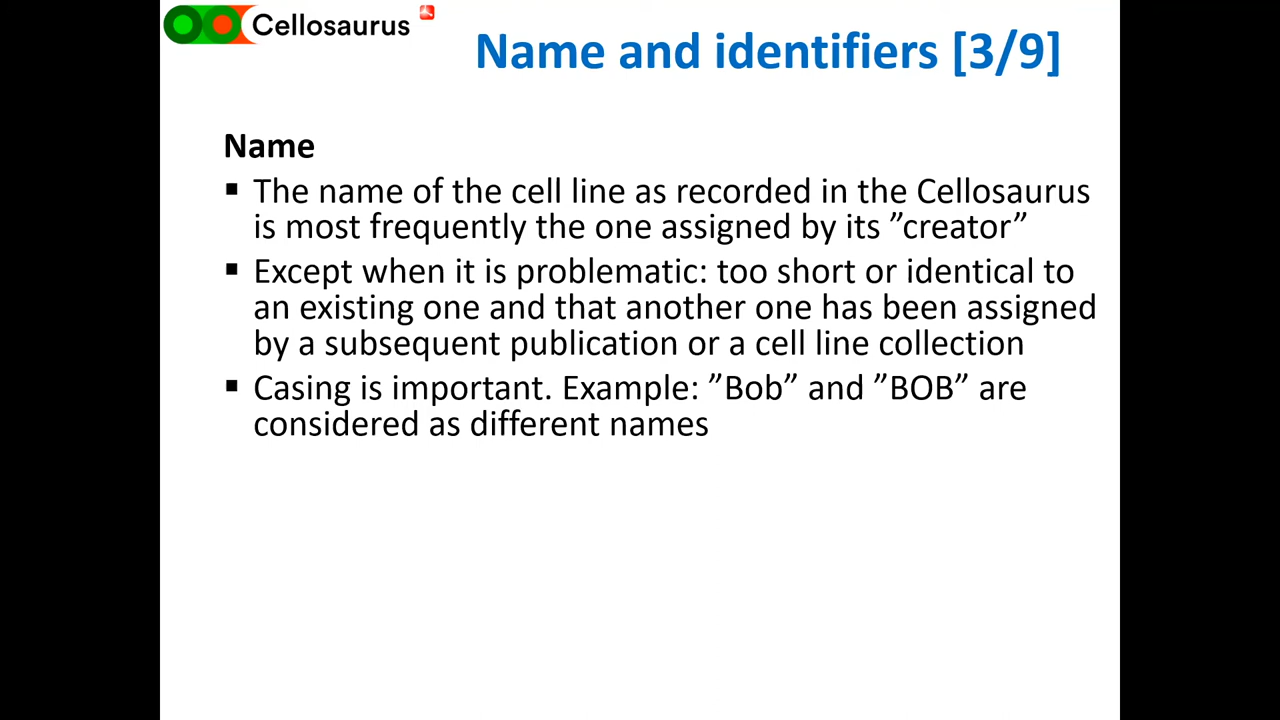 Cellosaurus
Name and identifiers [3/9]
Name
▪ The name of the cell line as recorded in the Cellosaurus
is most frequently the one assigned by its ”creator”
▪ Except when it is problematic: too short or identical to
an existing one and that another one has been assigned
by a subsequent publication or a cell line collection
▪ Casing is important. Example: ”Bob” and ”BOB” are
considered as different names